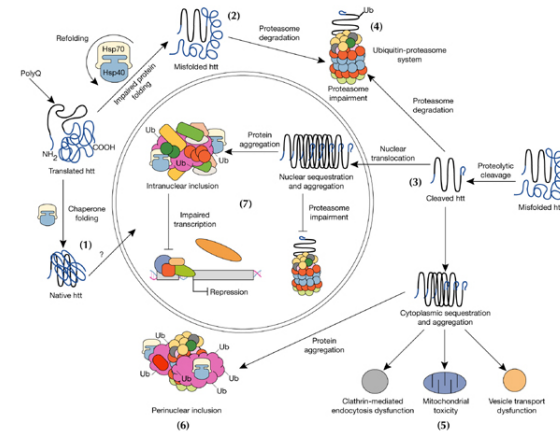 (2)
Refolding
Hsp70
Hsp40
PolyQ
Impaired protein
folding
Misfolded htt
Proteasome
degradation
Ub
(4)
Ubiquitin-proteasome
system
Proteasome
impairment
NH2
COOH
Translated htt
Chaperone
folding
(1)
?
Native htt
Ub
Ub
Ub
Intranuclear inclusion
Protein
aggregation
Nuclear sequestration
and aggregation
(7)
Impaired
transcription
Proteasome
impairment
Repression
Nuclear
translocation
Proteasome
degradation
(3)
Cleaved htt
Proteolytic
cleavage
Misfolded htt
Cytoplasmic sequestration
and aggregation
Protein
aggregation
Ub
Ub
Ub
Ub
Ub
Perinuclear inclusion
(6)
Clathrin-mediated
endocytosis dysfunction
Mitochondrial
toxicity
Vesicle transport
dysfunction
(5)